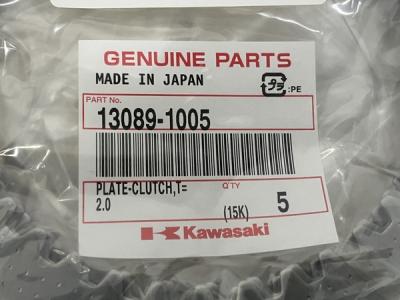 GENUINE PARTS
MADE IN JAPAN
プラ :PE
PART No.
13089-1005
PLATE-CLUTCH,T=
2.0
Q'TY
(15K) 5
Kawasaki